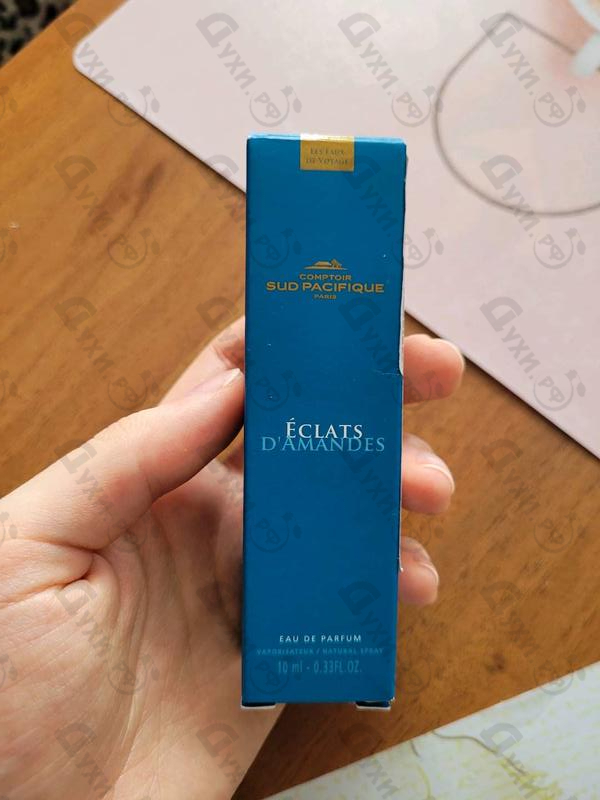 LES EAUX
DE VOYAGE
COMPTOIR
SUD PACIFIQUE
PARIS
ÉCLATS
D'AMANDES
EAU DE PARFUM
VAPORISATEUR / NATURAL SPRAY
10 ml - 0.33FL.OZ.
Духи.рф